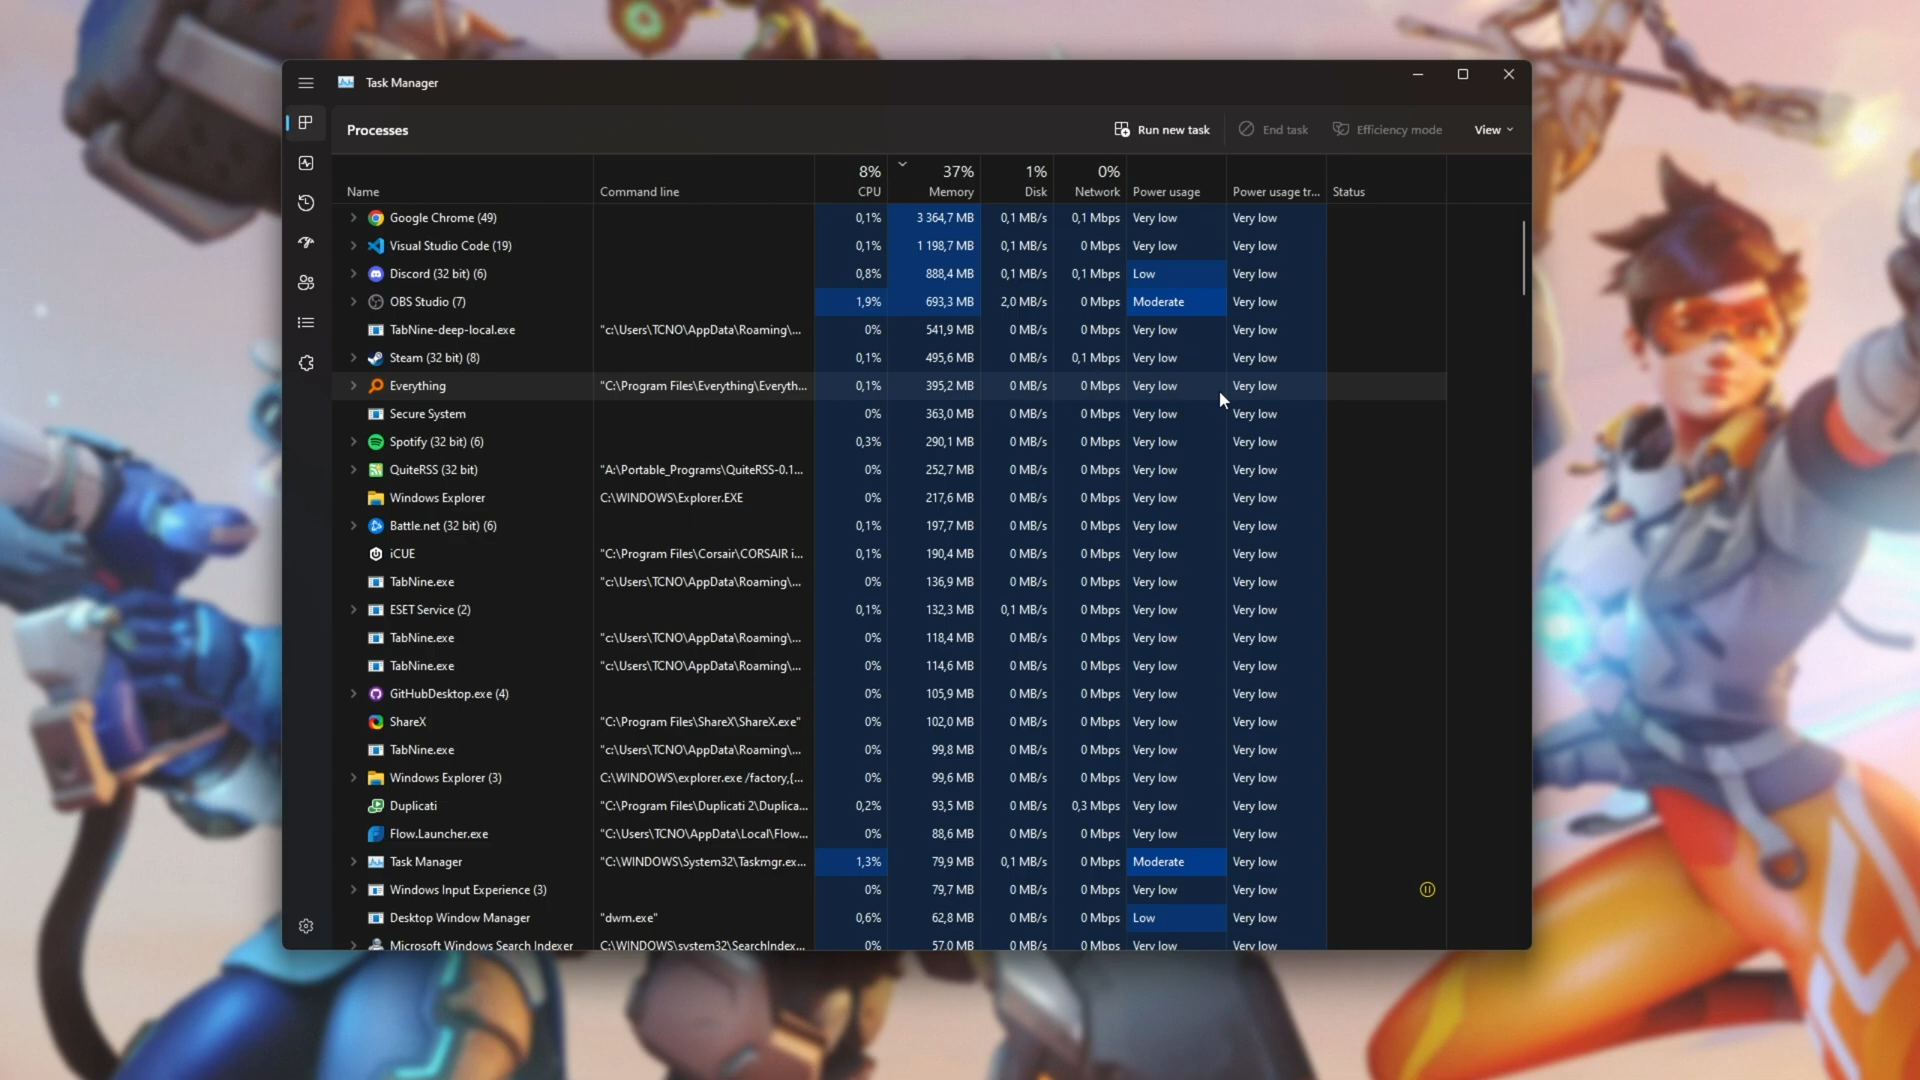 Task Manager
Processes Run new task End task Efficiency mode View
8% 37% 1% 0%
Name Command line CPU Memory Disk Network Power usage Power usage tr... Status
Google Chrome (49) 0,1% 3 364,7 MB 0,1 MB/s 0,1 Mbps Very low Very low
Visual Studio Code (19) 0,1% 1 198,7 MB 0,1 MB/s 0 Mbps Very low Very low
Discord (32 bit) (6) 0,8% 888,4 MB 0,1 MB/s 0,1 Mbps Low Very low
OBS Studio (7) 1,9% 693,3 MB 2,0 MB/s 0 Mbps Moderate Very low
TabNine-deep-local.exe "c:\Users\TCNO\AppData\Roaming\... 0% 541,9 MB 0 MB/s 0 Mbps Very low Very low
Steam (32 bit) (8) 0,1% 495,6 MB 0 MB/s 0,1 Mbps Very low Very low
Everything "C:\Program Files\Everything\Everyth... 0,1% 395,2 MB 0 MB/s 0 Mbps Very low Very low
Secure System 0% 363,0 MB 0 MB/s 0 Mbps Very low Very low
Spotify (32 bit) (6) 0,3% 290,1 MB 0 MB/s 0 Mbps Very low Very low
QuiteRSS (32 bit) "A:\Portable_Programs\QuiteRSS-0.1... 0% 252,7 MB 0 MB/s 0 Mbps Very low Very low
Windows Explorer C:\WINDOWS\Explorer.EXE 0% 217,6 MB 0 MB/s 0 Mbps Very low Very low
Battle.net (32 bit) (6) 0,1% 197,7 MB 0 MB/s 0 Mbps Very low Very low
iCUE "C:\Program Files\Corsair\CORSAIR i... 0,1% 190,4 MB 0 MB/s 0 Mbps Very low Very low
TabNine.exe "c:\Users\TCNO\AppData\Roaming\... 0% 136,9 MB 0 MB/s 0 Mbps Very low Very low
ESET Service (2) 0,1% 132,3 MB 0,1 MB/s 0 Mbps Very low Very low
TabNine.exe "c:\Users\TCNO\AppData\Roaming\... 0% 118,4 MB 0 MB/s 0 Mbps Very low Very low
TabNine.exe "c:\Users\TCNO\AppData\Roaming\... 0% 114,6 MB 0 MB/s 0 Mbps Very low Very low
GitHubDesktop.exe (4) 0% 105,9 MB 0 MB/s 0 Mbps Very low Very low
ShareX "C:\Program Files\ShareX\ShareX.exe" 0% 102,0 MB 0 MB/s 0 Mbps Very low Very low
TabNine.exe "c:\Users\TCNO\AppData\Roaming\... 0% 99,8 MB 0 MB/s 0 Mbps Very low Very low
Windows Explorer (3) C:\WINDOWS\explorer.exe /factory,{... 0% 99,6 MB 0 MB/s 0 Mbps Very low Very low
Duplicati "C:\Program Files\Duplicati 2\Duplica... 0,2% 93,5 MB 0 MB/s 0,3 Mbps Very low Very low
Flow.Launcher.exe "C:\Users\TCNO\AppData\Local\Flow... 0% 88,6 MB 0 MB/s 0 Mbps Very low Very low
Task Manager "C:\WINDOWS\System32\Taskmgr.ex... 1,3% 79,9 MB 0,1 MB/s 0 Mbps Moderate Very low
Windows Input Experience (3) 0% 79,7 MB 0 MB/s 0 Mbps Very low Very low
Desktop Window Manager "dwm.exe" 0,6% 62,8 MB 0 MB/s 0 Mbps Low Very low
Microsoft Windows Search Indexer C:\WINDOWS\system32\SearchIndex... 0% 57,0 MB 0 MB/s 0 Mbps Very low Very low